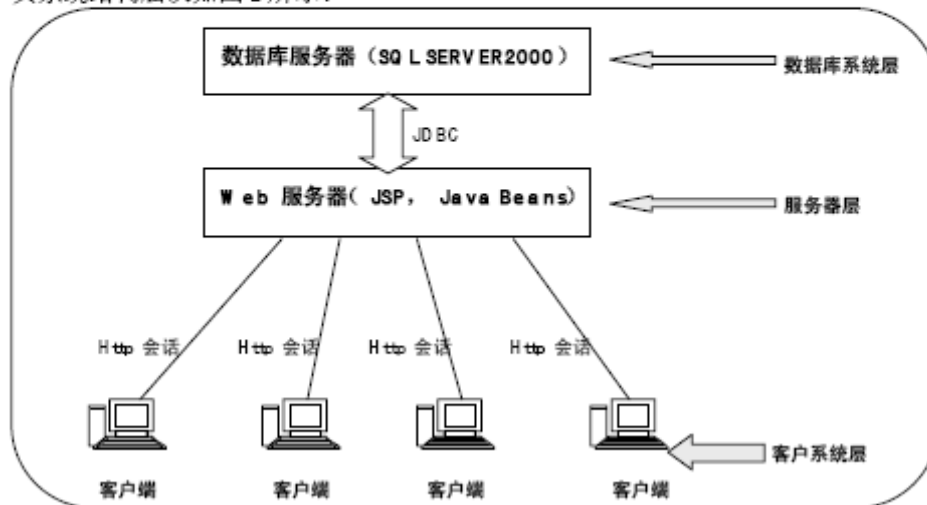 数据库服务器（SQL SERVER2000）
数据库系统层
JDBC
Web 服务器( JSP， Java Beans)
服务器层
Http 会话
Http 会话
Http 会话
Http 会话
客户系统层
客户端
客户端
客户端
客户端